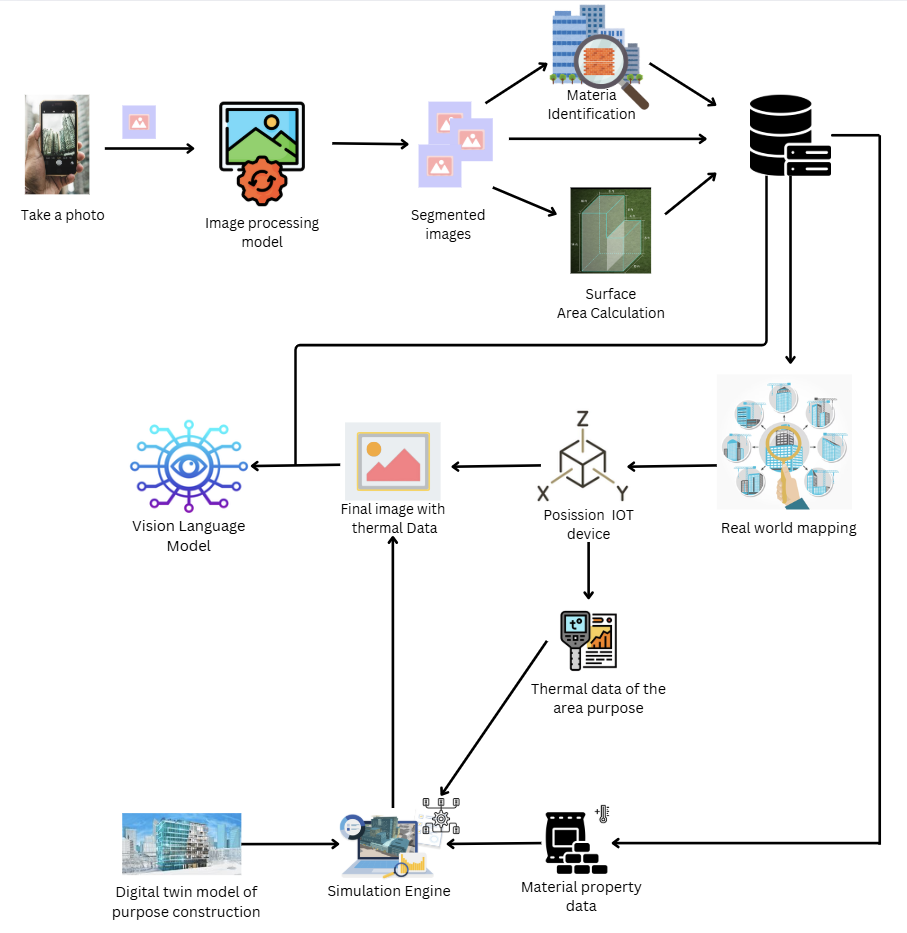 Materia
Identification
Take a photo
Image processing
model
Segmented
images
Surface
Area Calculation
Z
X
Y
Vision Language
Model
Final image with
thermal Data
Posission IOT
device
Real world mapping
t°
Thermal data of the
area purpose
Digital twin model of
purpose construction
Simulation Engine
Material property
data